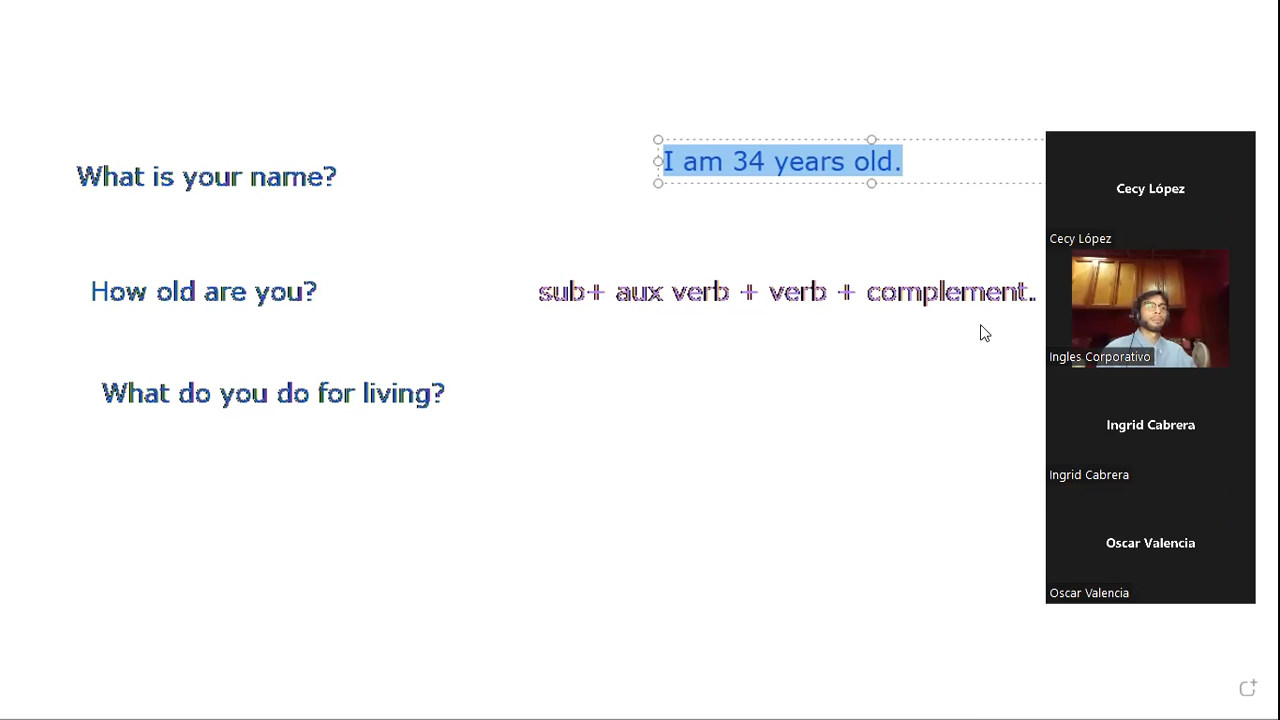 What is your name?
I am 34 years old.
How old are you?
sub+ aux verb + verb + complement.
What do you do for living?
Cecy López
Cecy López
Ingles Corporativo
Ingrid Cabrera
Ingrid Cabrera
Oscar Valencia
Oscar Valencia